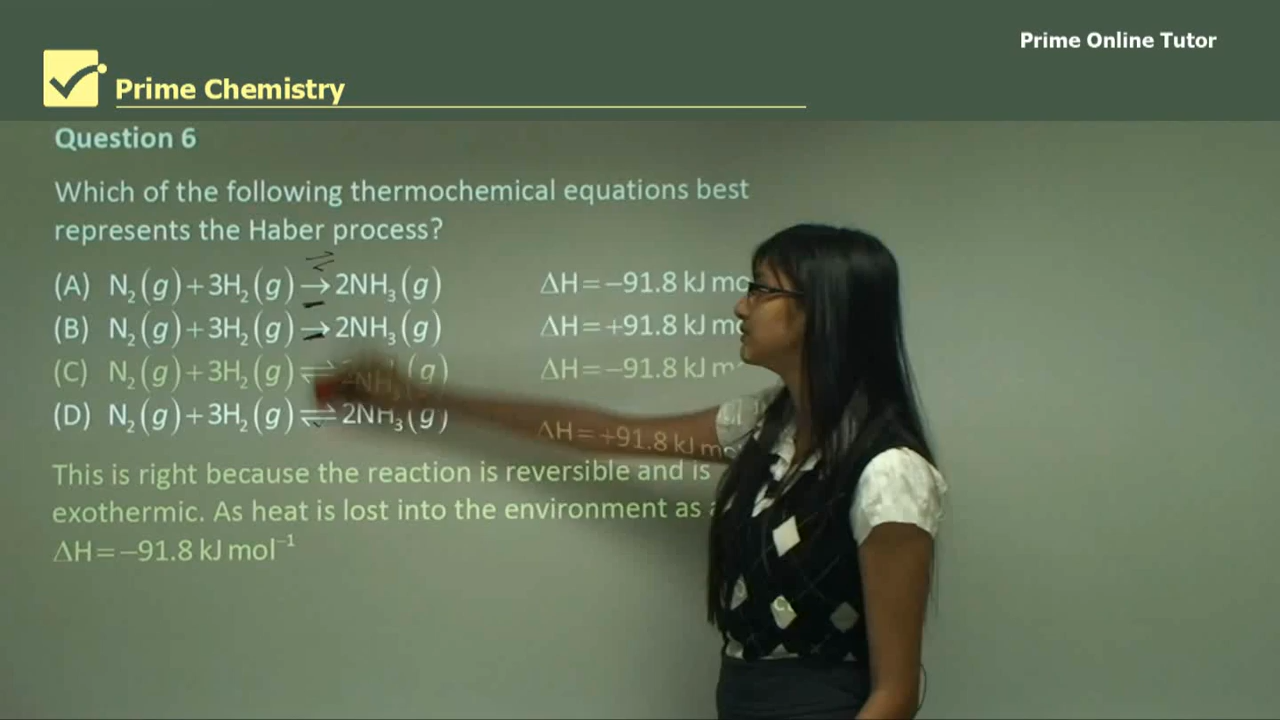 Prime Online Tutor
Prime Chemistry
Question 6
Which of the following thermochemical equations best
represents the Haber process?
⇌
(A) N₂(g)+3H₂(g)→2NH₃(g) ΔH=−91.8 kJ
(B) N₂(g)+3H₂(g)→2NH₃(g) ΔH=+91.8 kJ
(C) N₂(g)+3H₂(g)⇌2NH₃(g) ΔH=−91.8 kJ
(D) N₂(g)+3H₂(g)⇌2NH₃(g) ΔH=+91.8 kJ
This is right because the reaction is reversible and is
exothermic. As heat is lost into the environment as
ΔH=−91.8 kJ mol⁻¹